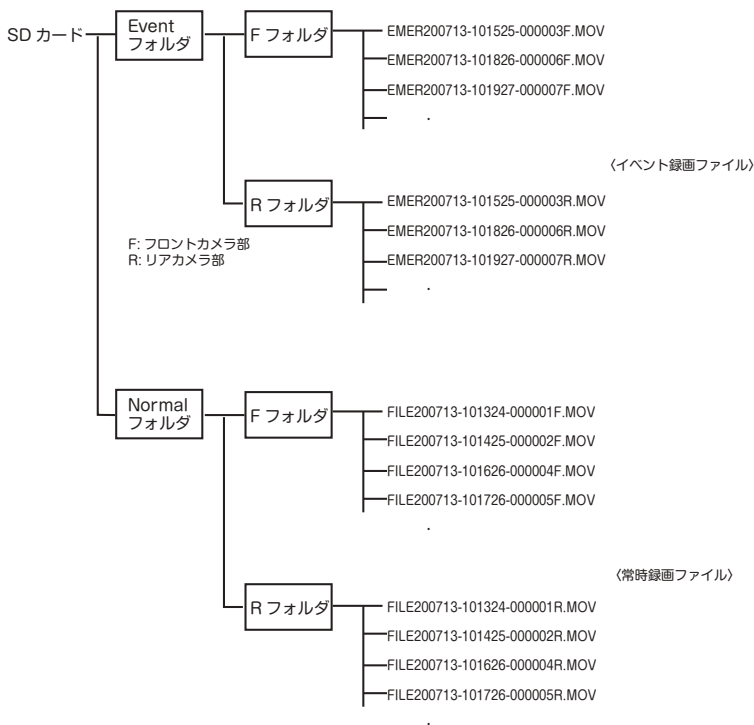 SD カード
Event
フォルダ
F フォルダ
EMER200713-101525-000003F.MOV
EMER200713-101826-000006F.MOV
EMER200713-101927-000007F.MOV
.
〈イベント録画ファイル〉
R フォルダ
EMER200713-101525-000003R.MOV
EMER200713-101826-000006R.MOV
EMER200713-101927-000007R.MOV
.
F: フロントカメラ部
R: リアカメラ部
Normal
フォルダ
F フォルダ
FILE200713-101324-000001F.MOV
FILE200713-101425-000002F.MOV
FILE200713-101626-000004F.MOV
FILE200713-101726-000005F.MOV
.
〈常時録画ファイル〉
R フォルダ
FILE200713-101324-000001R.MOV
FILE200713-101425-000002R.MOV
FILE200713-101626-000004R.MOV
FILE200713-101726-000005R.MOV
.